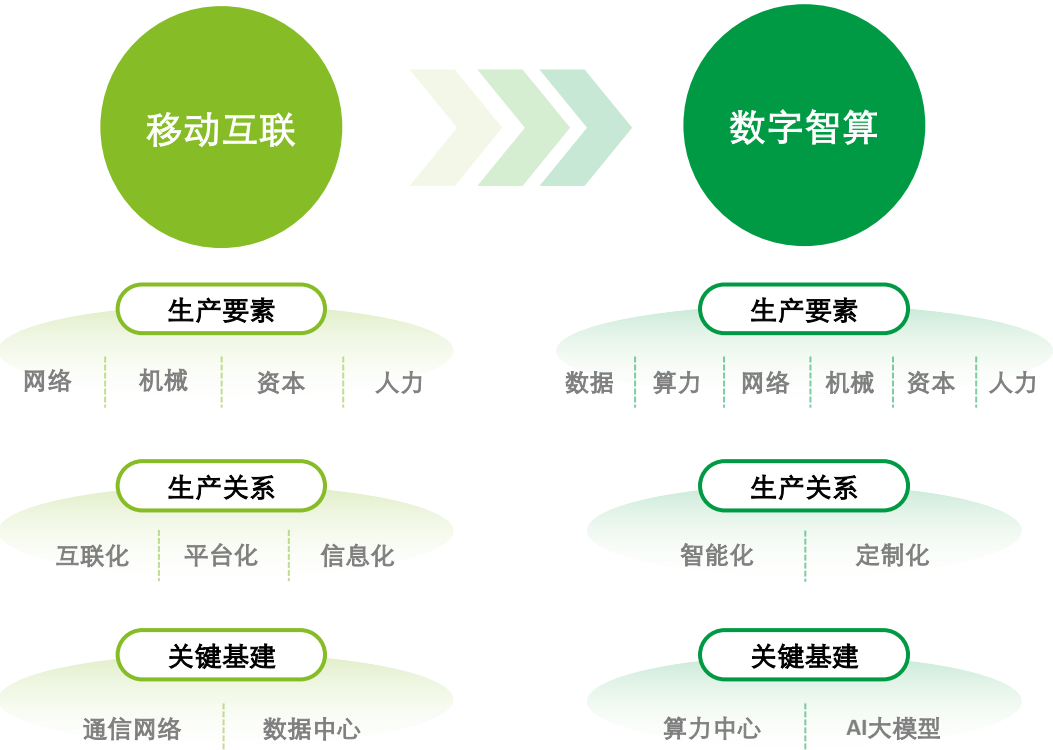 移动互联
数字智算
生产要素
网络 机械 资本 人力
生产要素
数据 算力 网络 机械 资本 人力
生产关系
互联化 平台化 信息化
生产关系
智能化 定制化
关键基建
通信网络 数据中心
关键基建
算力中心 AI大模型